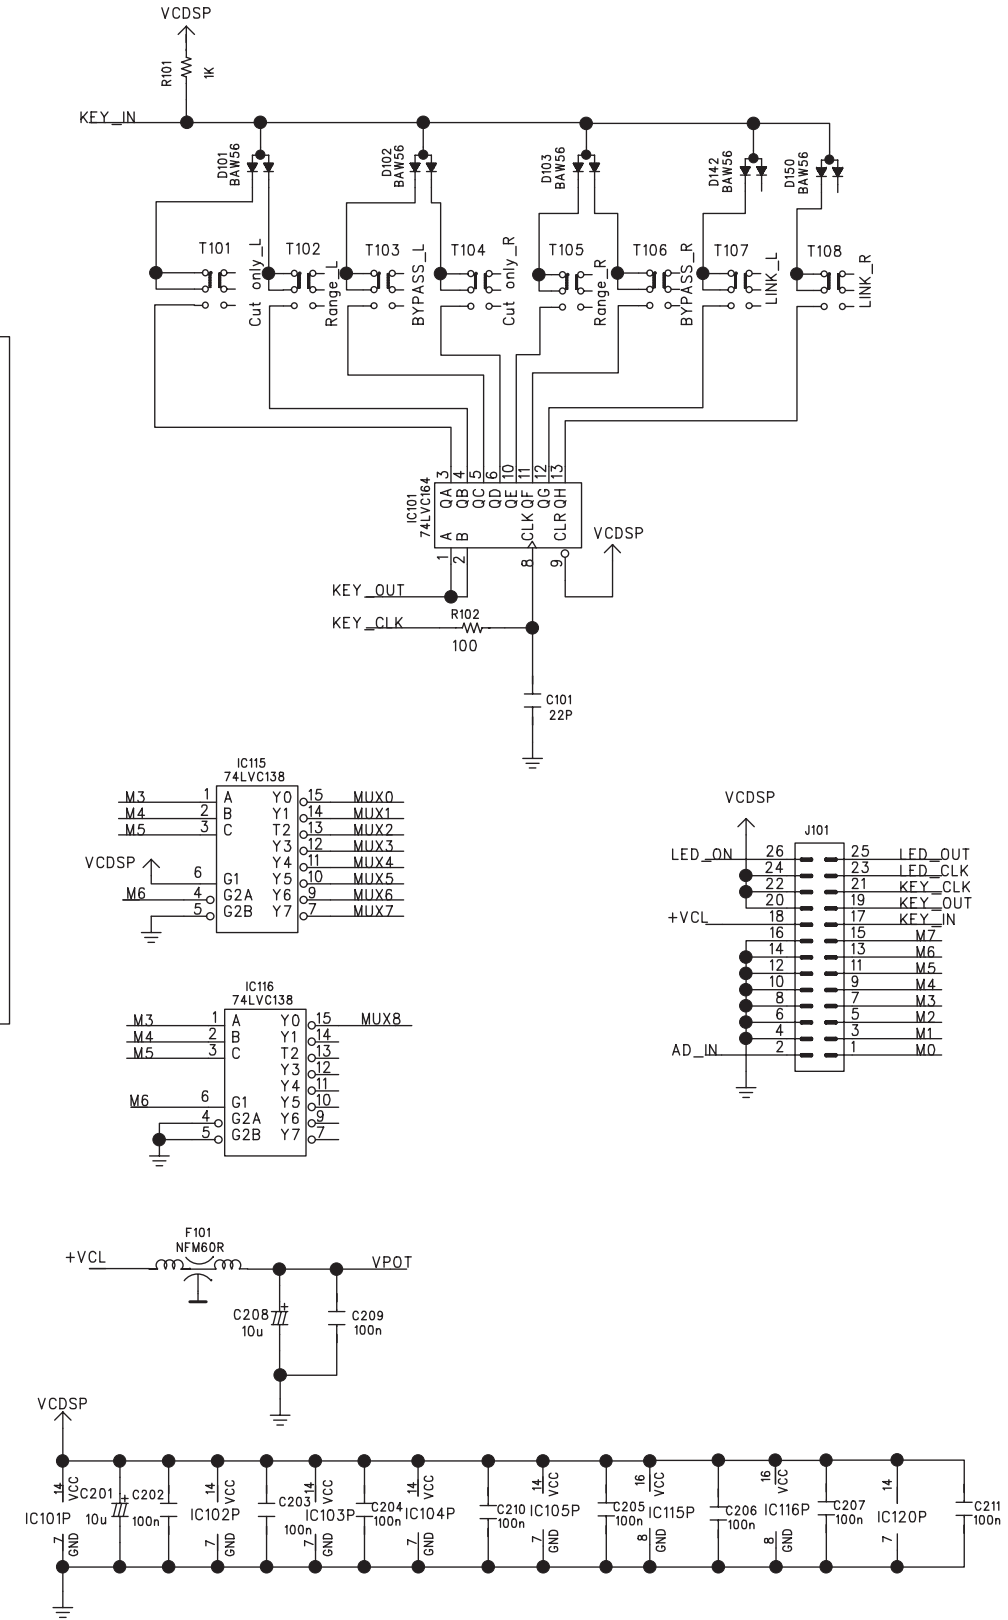 VCDSP
R101
1K
KEY_IN
D101
BAW56
D102
BAW56
D103
BAW56
D142
BAW56
D150
BAW56
T101
Cut only_L
T102
Range_L
T103
BYPASS_L
T104
Cut only_R
T105
Range_R
T106
BYPASS_R
T107
LINK_L
T108
LINK_R
3 4 5 6 10 11 12 13
QA QB QC QD QE QF QG QH
IC101
74LVC164
A B CLK CLR
1 2 8 9
VCDSP
KEY_OUT
KEY_CLK
R102
100
C101
22P
IC115
74LVC138
M3 1 A Y0 15 MUX0
M4 2 B Y1 14 MUX1
M5 3 C T2 13 MUX2
Y3 12 MUX3
VCDSP Y4 11 MUX4
6 G1 Y5 10 MUX5
M6 4 G2A Y6 9 MUX6
5 G2B Y7 7 MUX7
VCDSP
J101
LED_ON 26 25 LED_OUT
24 23 LED_CLK
22 21 KEY_CLK
20 19 KEY_OUT
+VCL 18 17 KEY_IN
16 15 M7
14 13 M6
12 11 M5
10 9 M4
8 7 M3
6 5 M2
4 3 M1
AD_IN 2 1 M0
IC116
74LVC138
M3 1 A Y0 15 MUX8
M4 2 B Y1 14
M5 3 C T2 13
Y3 12
Y4 11
M6 6 G1 Y5 10
4 G2A Y6 9
5 G2B Y7 7
F101
NFM60R
+VCL
VPOT
C208
10u
+
C209
100n
VCDSP
14 VCC
IC101P
7 GND
C201
10u
+
C202
100n
14 VCC
IC102P
7 GND
C203
100n
14 VCC
IC103P
7 GND
C204
100n
14 VCC
IC104P
7 GND
C210
100n
14 VCC
IC105P
7 GND
C205
100n
16 VCC
IC115P
8 GND
C206
100n
16 VCC
IC116P
8 GND
C207
100n
14
IC120P
7
C211
100n